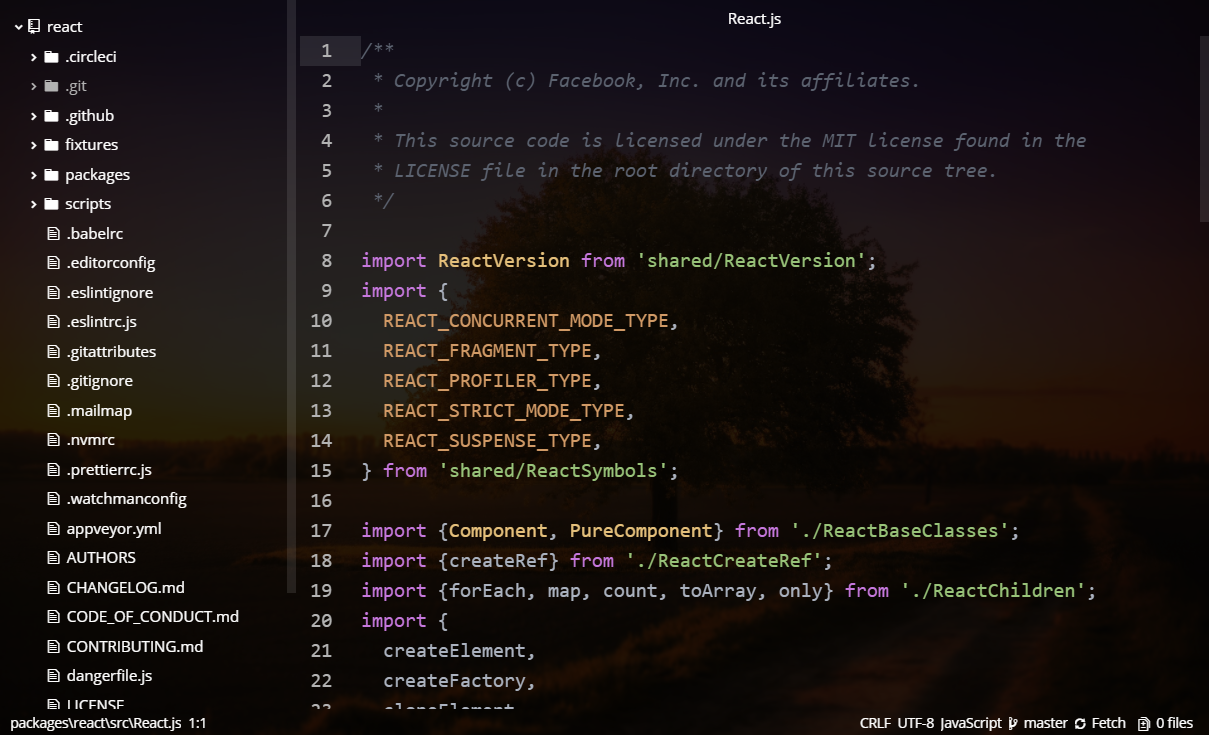 react
.circleci
.git
.github
fixtures
packages
scripts
.babelrc
.editorconfig
.eslintignore
.eslintrc.js
.gitattributes
.gitignore
.mailmap
.nvmrc
.prettierrc.js
.watchmanconfig
appveyor.yml
AUTHORS
CHANGELOG.md
CODE_OF_CONDUCT.md
CONTRIBUTING.md
dangerfile.js
LICENSE
React.js
1 /**
2  * Copyright (c) Facebook, Inc. and its affiliates.
3  *
4  * This source code is licensed under the MIT license found in the
5  * LICENSE file in the root directory of this source tree.
6  */
7
8 import ReactVersion from 'shared/ReactVersion';
9 import {
10   REACT_CONCURRENT_MODE_TYPE,
11   REACT_FRAGMENT_TYPE,
12   REACT_PROFILER_TYPE,
13   REACT_STRICT_MODE_TYPE,
14   REACT_SUSPENSE_TYPE,
15 } from 'shared/ReactSymbols';
16
17 import {Component, PureComponent} from './ReactBaseClasses';
18 import {createRef} from './ReactCreateRef';
19 import {forEach, map, count, toArray, only} from './ReactChildren';
20 import {
21   createElement,
22   createFactory,
23   cloneElement
packages\react\src\React.js 1:1
CRLF UTF-8 JavaScript master Fetch 0 files